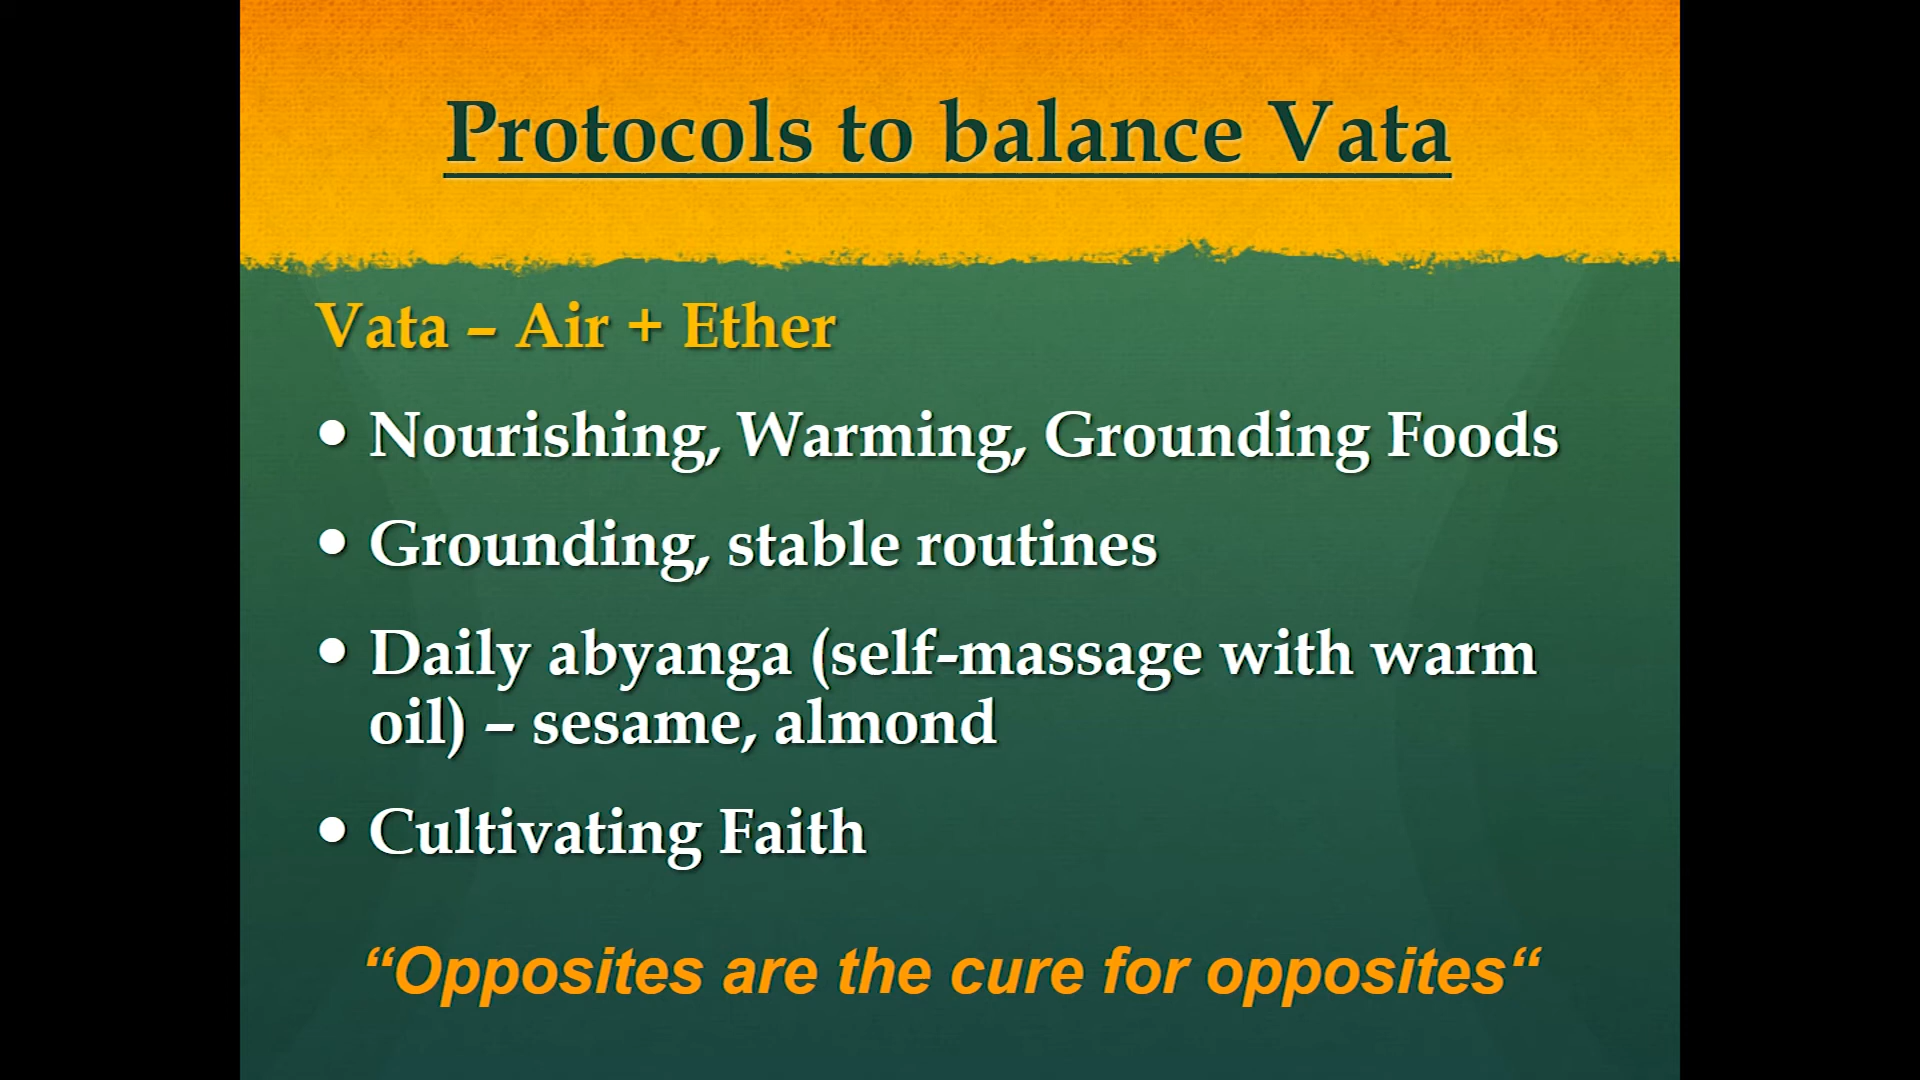 Protocols to balance Vata
Vata – Air + Ether
• Nourishing, Warming, Grounding Foods
• Grounding, stable routines
• Daily abyanga (self-massage with warm
oil) – sesame, almond
• Cultivating Faith
“Opposites are the cure for opposites“